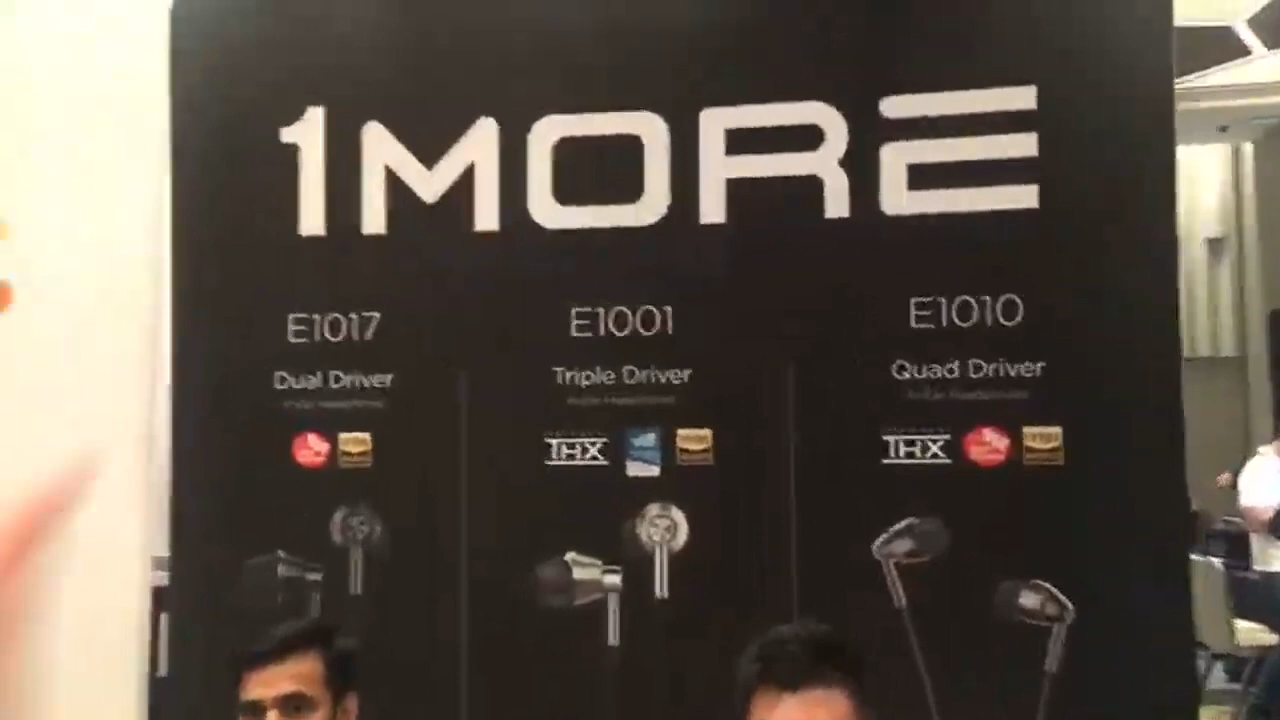 1MORE
E1017
Dual Driver
E1001
Triple Driver
THX
E1010
Quad Driver
THX